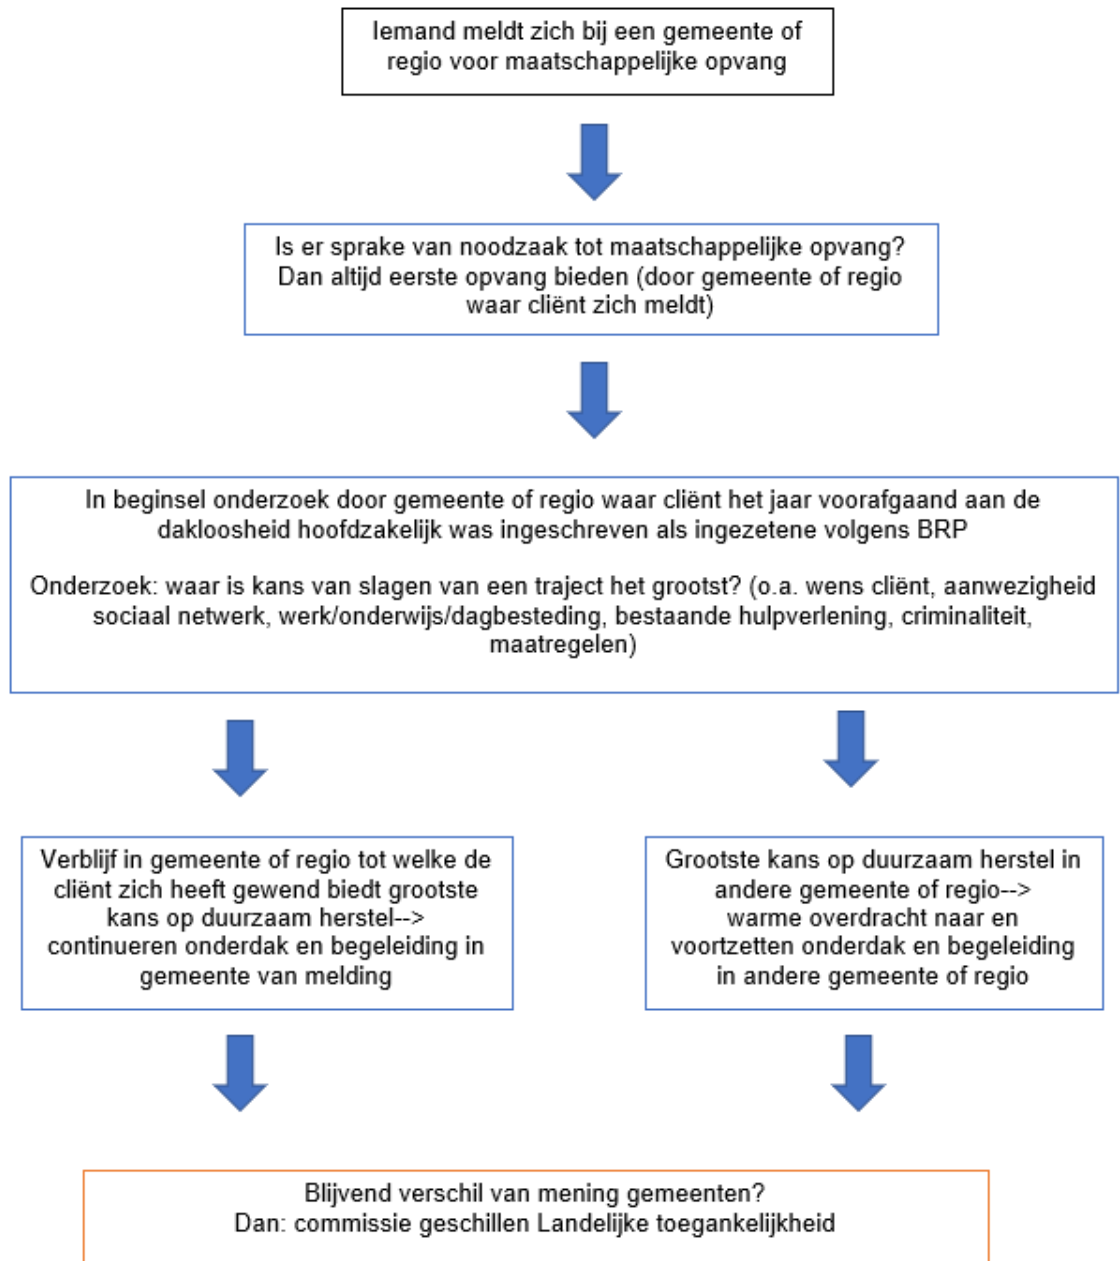 Iemand meldt zich bij een gemeente of
regio voor maatschappelijke opvang
Is er sprake van noodzaak tot maatschappelijke opvang?
Dan altijd eerste opvang bieden (door gemeente of regio
waar cliënt zich meldt)
In beginsel onderzoek door gemeente of regio waar cliënt het jaar voorafgaand aan de
dakloosheid hoofdzakelijk was ingeschreven als ingezetene volgens BRP
Onderzoek: waar is kans van slagen van een traject het grootst? (o.a. wens cliënt, aanwezigheid
sociaal netwerk, werk/onderwijs/dagbesteding, bestaande hulpverlening, criminaliteit,
maatregelen)
Verblijf in gemeente of regio tot welke de
cliënt zich heeft gewend biedt grootste
kans op duurzaam herstel-->
continueren onderdak en begeleiding in
gemeente van melding
Grootste kans op duurzaam herstel in
andere gemeente of regio-->
warme overdracht naar en
voortzetten onderdak en begeleiding
in andere gemeente of regio
Blijvend verschil van mening gemeenten?
Dan: commissie geschillen Landelijke toegankelijkheid